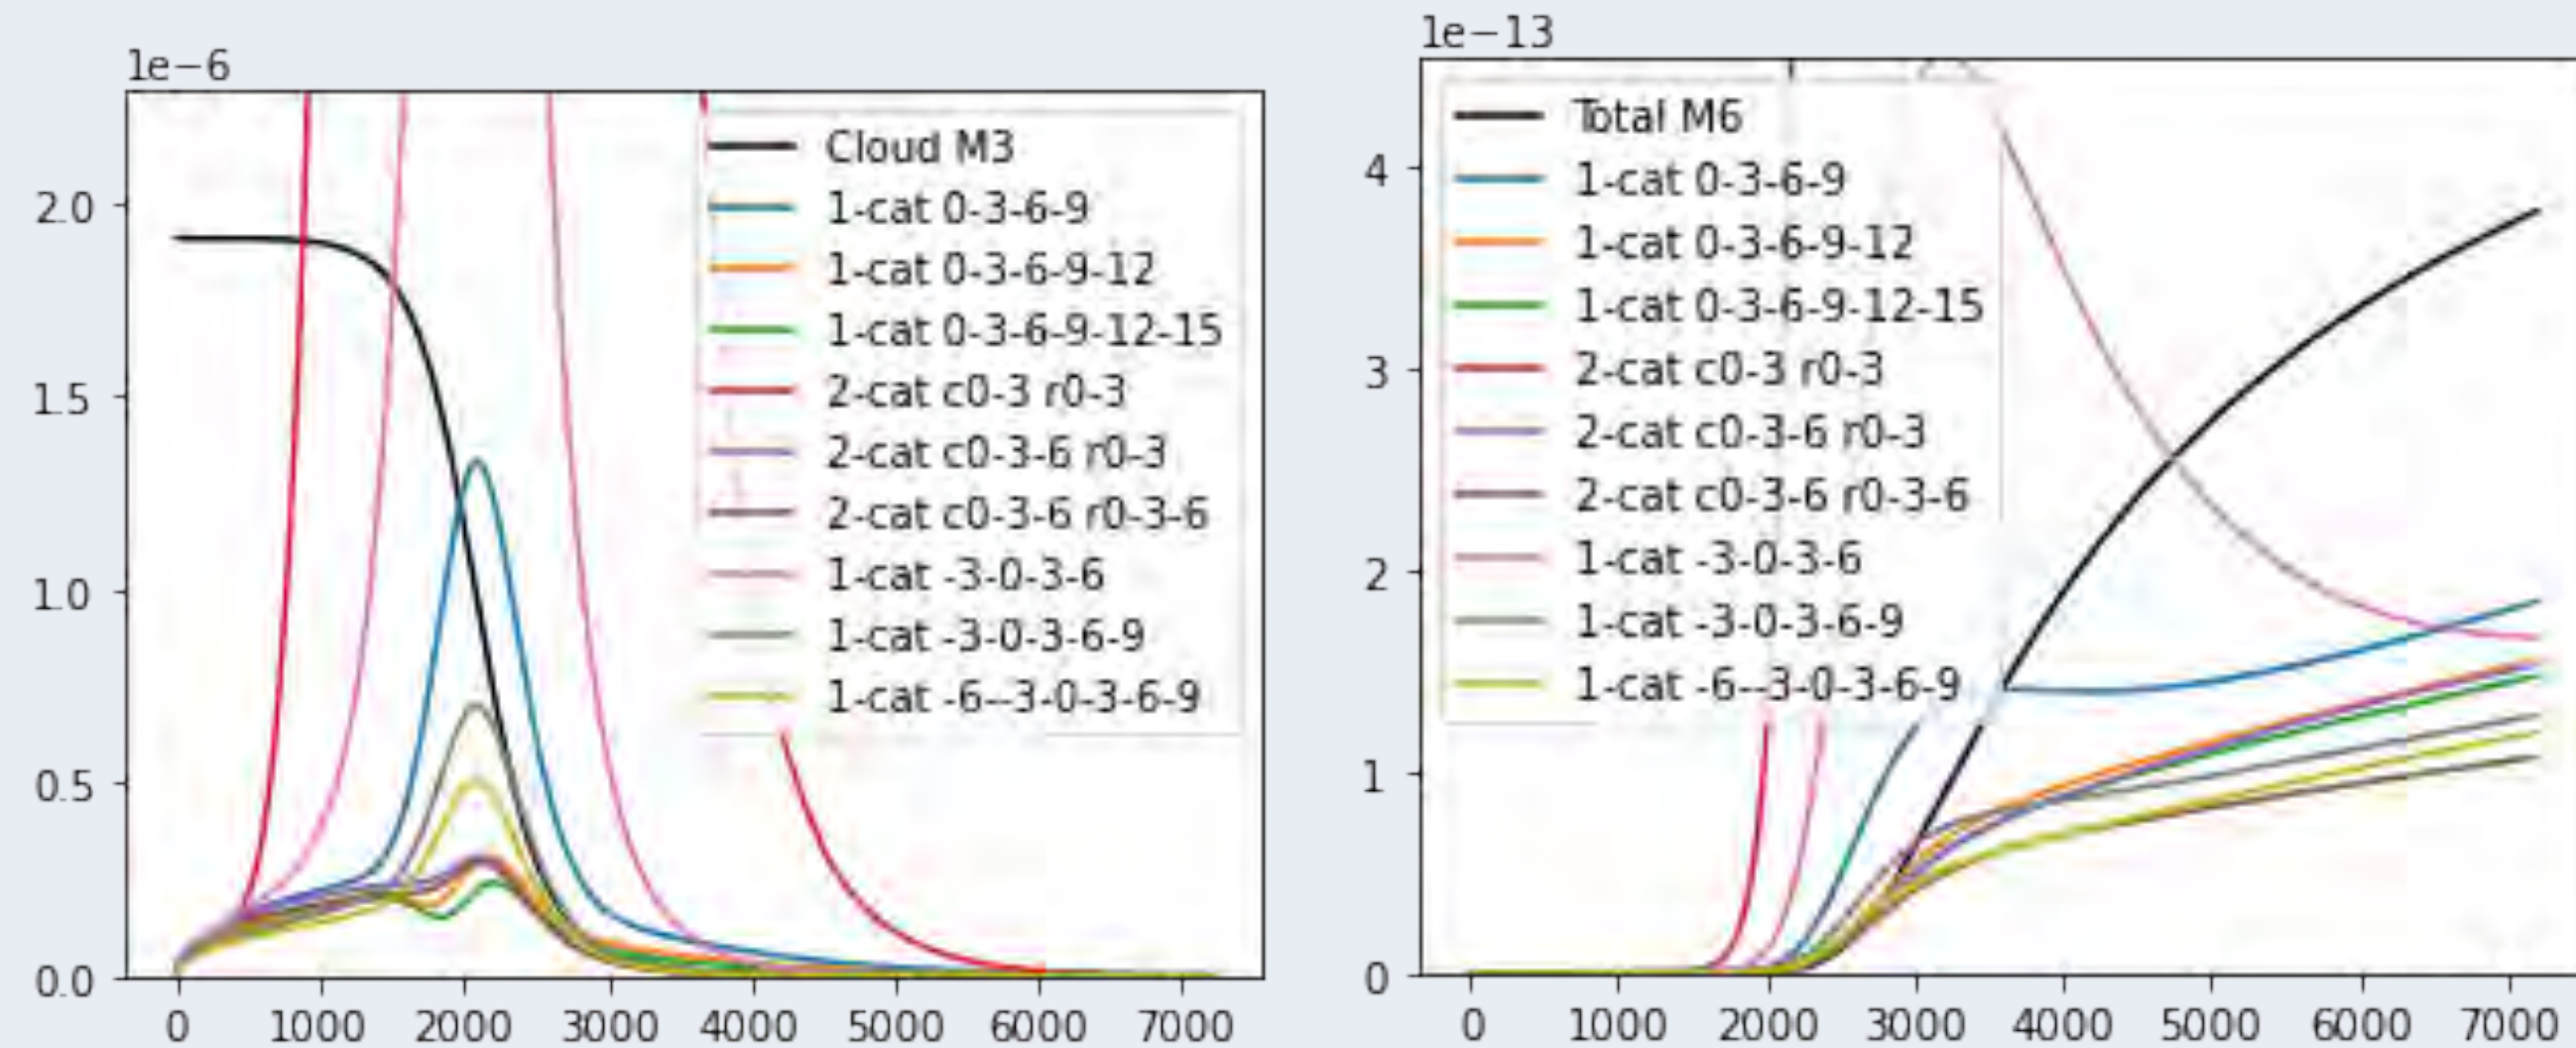 1e−6
2.0
1.5
1.0
0.5
0.0
0 1000 2000 3000 4000 5000 6000 7000
Cloud M3
1-cat 0-3-6-9
1-cat 0-3-6-9-12
1-cat 0-3-6-9-12-15
2-cat c0-3 r0-3
2-cat c0-3-6 r0-3
2-cat c0-3-6 r0-3-6
1-cat -3-0-3-6
1-cat -3-0-3-6-9
1-cat -6--3-0-3-6-9
1e−13
4
3
2
1
0
0 1000 2000 3000 4000 5000 6000 7000
Total M6
1-cat 0-3-6-9
1-cat 0-3-6-9-12
1-cat 0-3-6-9-12-15
2-cat c0-3 r0-3
2-cat c0-3-6 r0-3
2-cat c0-3-6 r0-3-6
1-cat -3-0-3-6
1-cat -3-0-3-6-9
1-cat -6--3-0-3-6-9